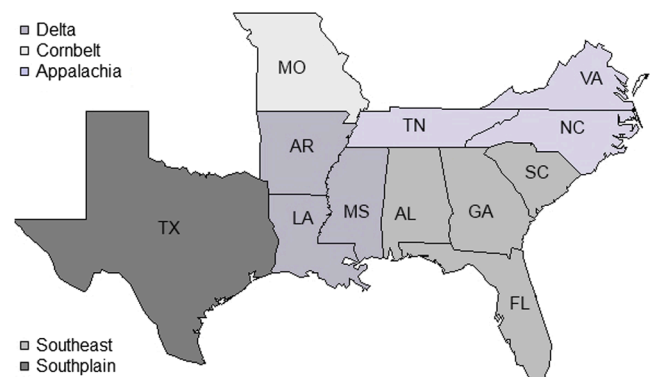 Delta
Cornbelt
Appalachia
MO
VA
TN
NC
AR
SC
LA
MS
AL
GA
TX
FL
Southeast
Southplain